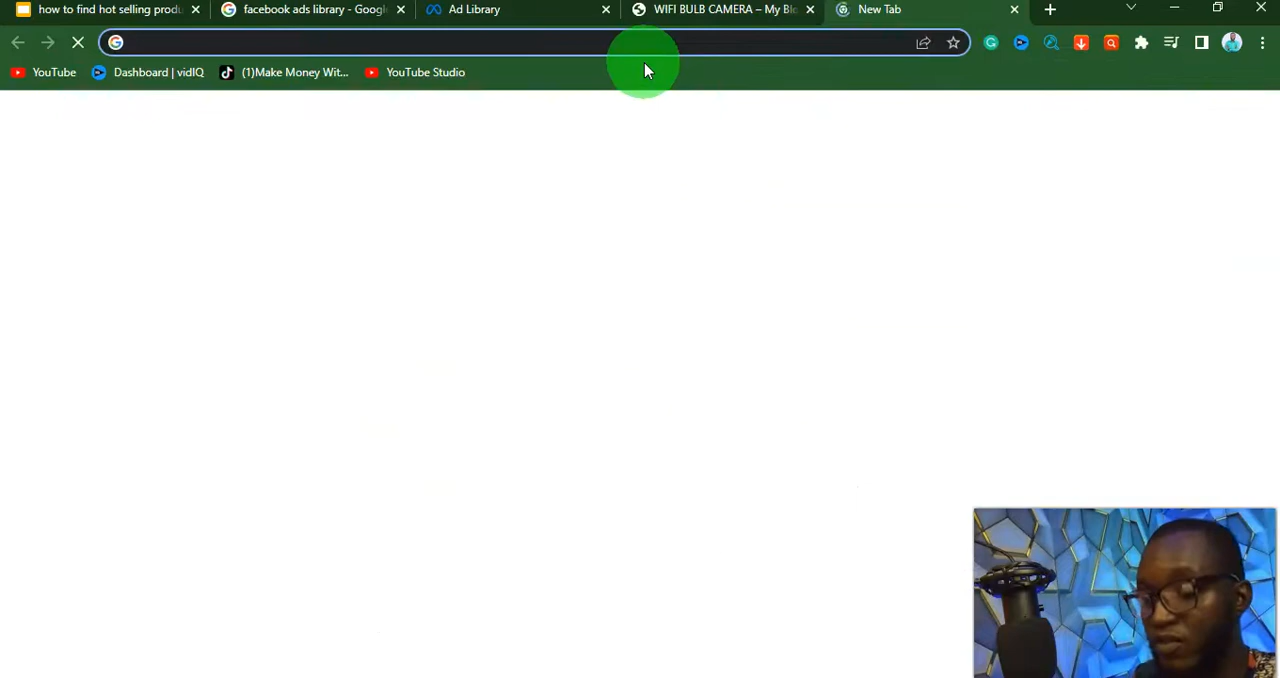 how to find hot selling produ
facebook ads library - Googl
Ad Library
WIFI BULB CAMERA – My Blo
New Tab
YouTube
Dashboard | vidIQ
(1)Make Money Wit...
YouTube Studio